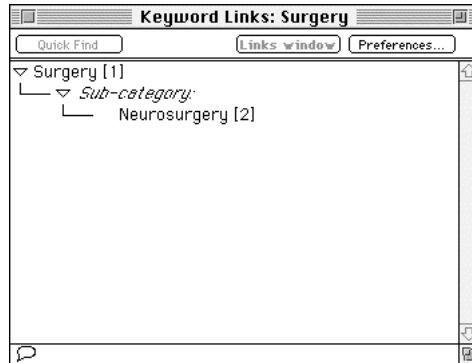 Keyword Links: Surgery
Quick Find Links window Preferences...
Surgery [1]
Sub-category:
Neurosurgery [2]